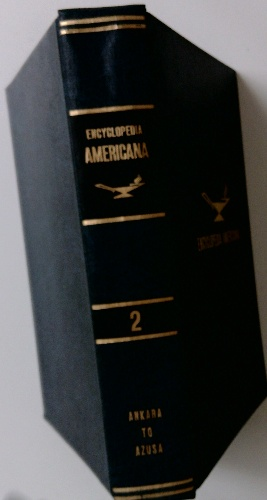 ENCYCLOPEDIA
AMERICANA
2
ANKARA
TO
AZUSA